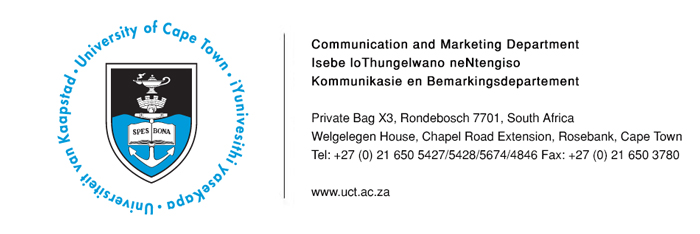 University of Cape Town • iYunivesithi yaseKapa • Universiteit van Kaapstad •
SPES BONA
Communication and Marketing Department
Isebe loThungelwano neNtengiso
Kommunikasie en Bemarkingsdepartement
Private Bag X3, Rondebosch 7701, South Africa
Welgelegen House, Chapel Road Extension, Rosebank, Cape Town
Tel: +27 (0) 21 650 5427/5428/5674/4846 Fax: +27 (0) 21 650 3780
www.uct.ac.za